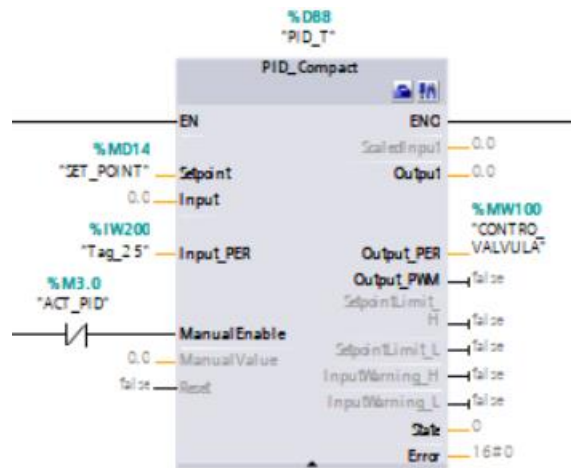 %DB8
"PID_T"
PID_Compact
EN
ENO
ScaledInput
0.0
%MD14
"SET_POINT"
Setpoint
Output
0.0
0.0
Input
%MW100
"CONTRO_
VALVULA"
%IW200
"Tag_25"
Input_PER
Output_PER
Output_PWM
false
%M3.0
"ACT_PID"
SetpointLimit_
H
false
ManualEnable
SetpointLimit_L
false
0.0
ManualValue
InputWarning_H
false
false
Reset
InputWarning_L
false
State
0
Error
16#0